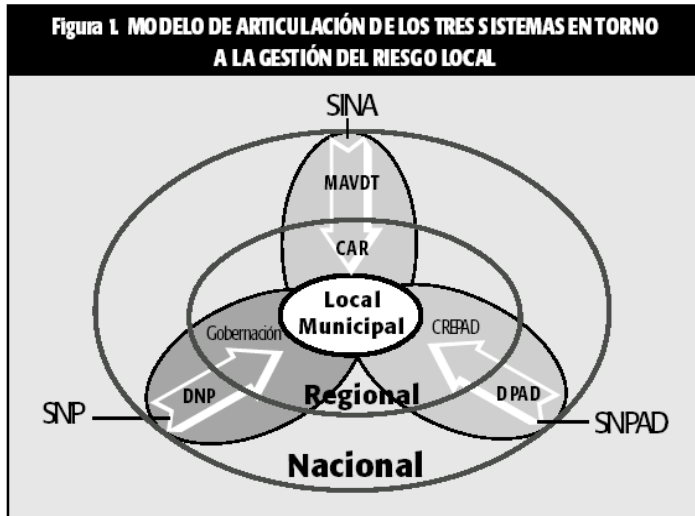 Figura 1. MODELO DE ARTICULACIÓN DE LOS TRES SISTEMAS EN TORNO
A LA GESTIÓN DEL RIESGO LOCAL
SINA
MAVDT
CAR
Local
Municipal
Gobernación
CREPAD
DNP
Regional
DPAD
SNP
SNPAD
Nacional